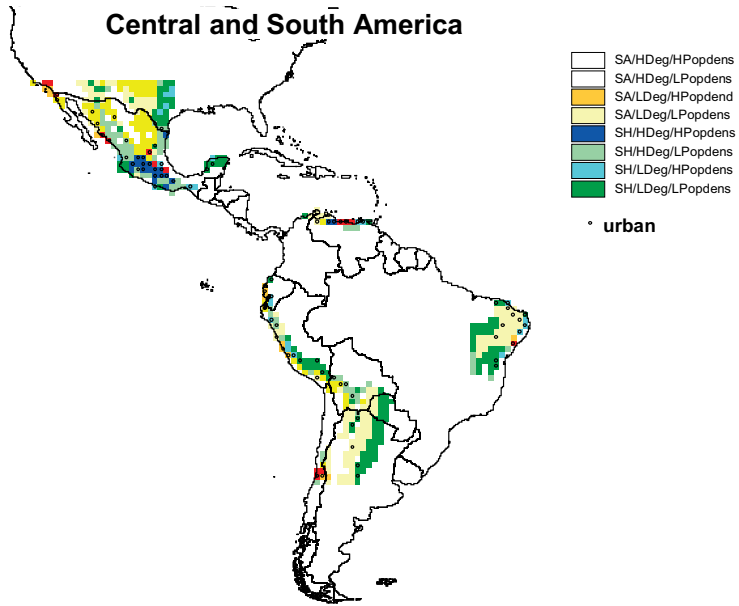 Central and South America
SA/HDeg/HPopdens
SA/HDeg/LPopdens
SA/LDeg/HPopdend
SA/LDeg/LPopdens
SH/HDeg/HPopdens
SH/HDeg/LPopdens
SH/LDeg/HPopdens
SH/LDeg/LPopdens
urban